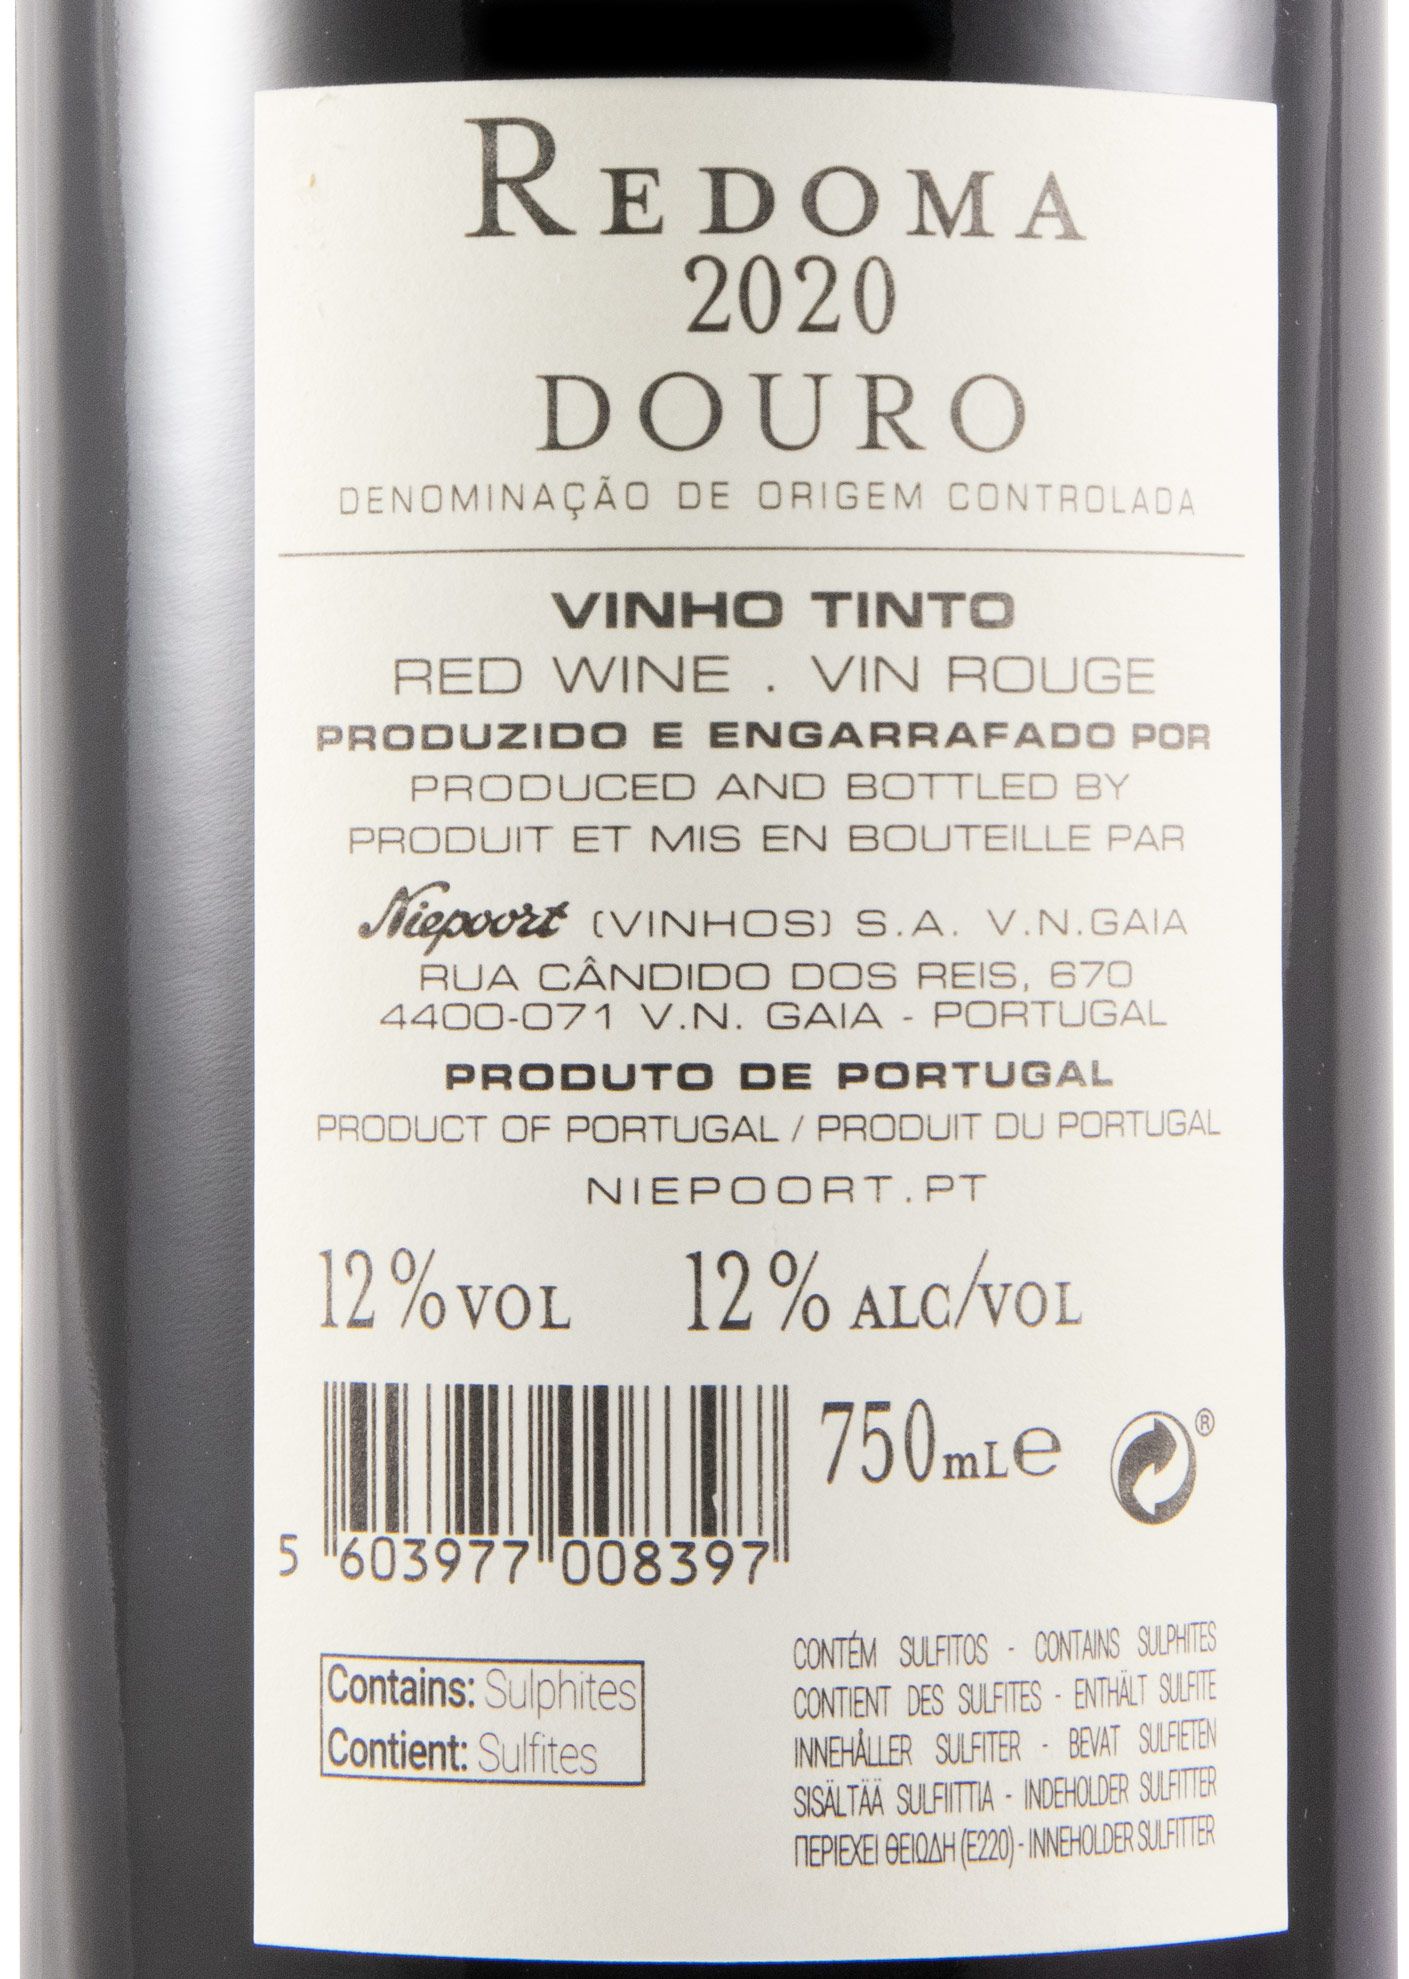 REDOMA
2020
DOURO
DENOMINAÇÃO DE ORIGEM CONTROLADA
VINHO TINTO
RED WINE . VIN ROUGE
PRODUZIDO E ENGARRAFADO POR
PRODUCED AND BOTTLED BY
PRODUIT ET MIS EN BOUTEILLE PAR
Niepoort (VINHOS) S.A. V.N.GAIA
RUA CÂNDIDO DOS REIS, 670
4400-071 V.N. GAIA - PORTUGAL
PRODUTO DE PORTUGAL
PRODUCT OF PORTUGAL / PRODUIT DU PORTUGAL
NIEPOORT.PT
12%VOL 12% ALC/VOL
750mL℮ ®
5 603977 008397
Contains: Sulphites
Contient: Sulfites
CONTÉM SULFITOS - CONTAINS SULPHITES
CONTIENT DES SULFITES - ENTHÄLT SULFITE
INNEHÅLLER SULFITER - BEVAT SULFIETEN
SISÄLTÄÄ SULFIITTIA - INDEHOLDER SULFITTER
ΠΕΡΙΕΧΕΙ ΘΕΙΩΔΗ (E220) - INNEHOLDER SULFITTER